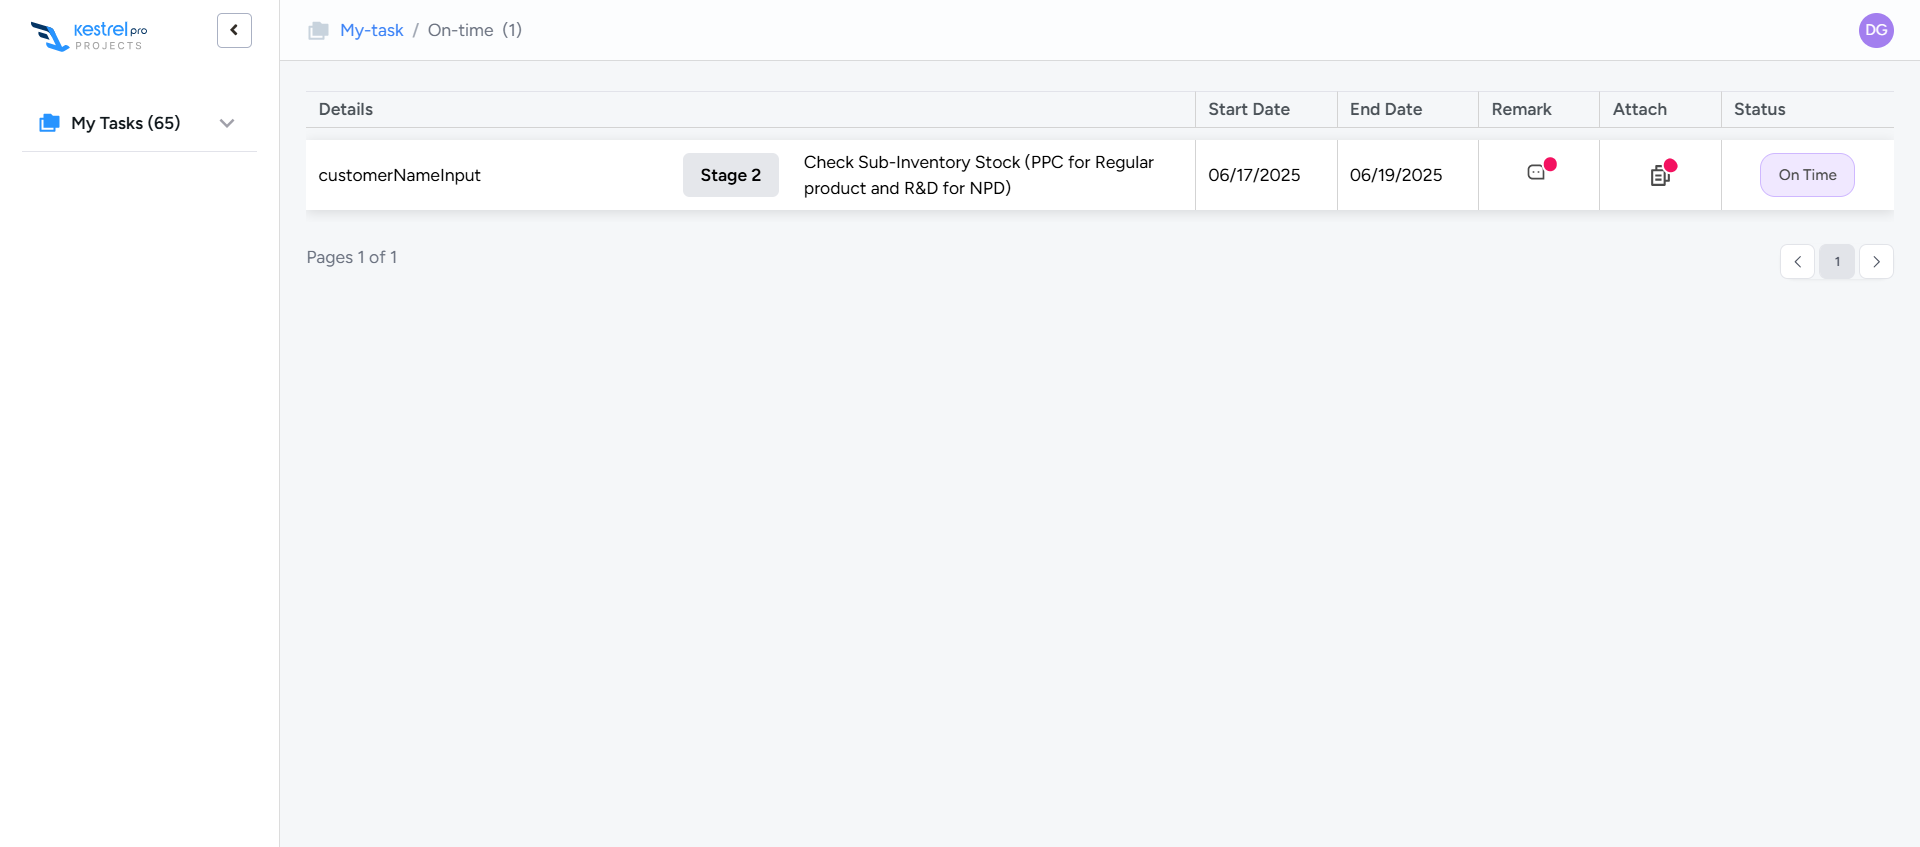 kestrel pro
PROJECTS
My-task / On-time (1)
DG
My Tasks (65)
Details Start Date End Date Remark Attach Status
customerNameInput Stage 2 Check Sub-Inventory Stock (PPC for Regular
product and R&D for NPD) 06/17/2025 06/19/2025 On Time
Pages 1 of 1
1